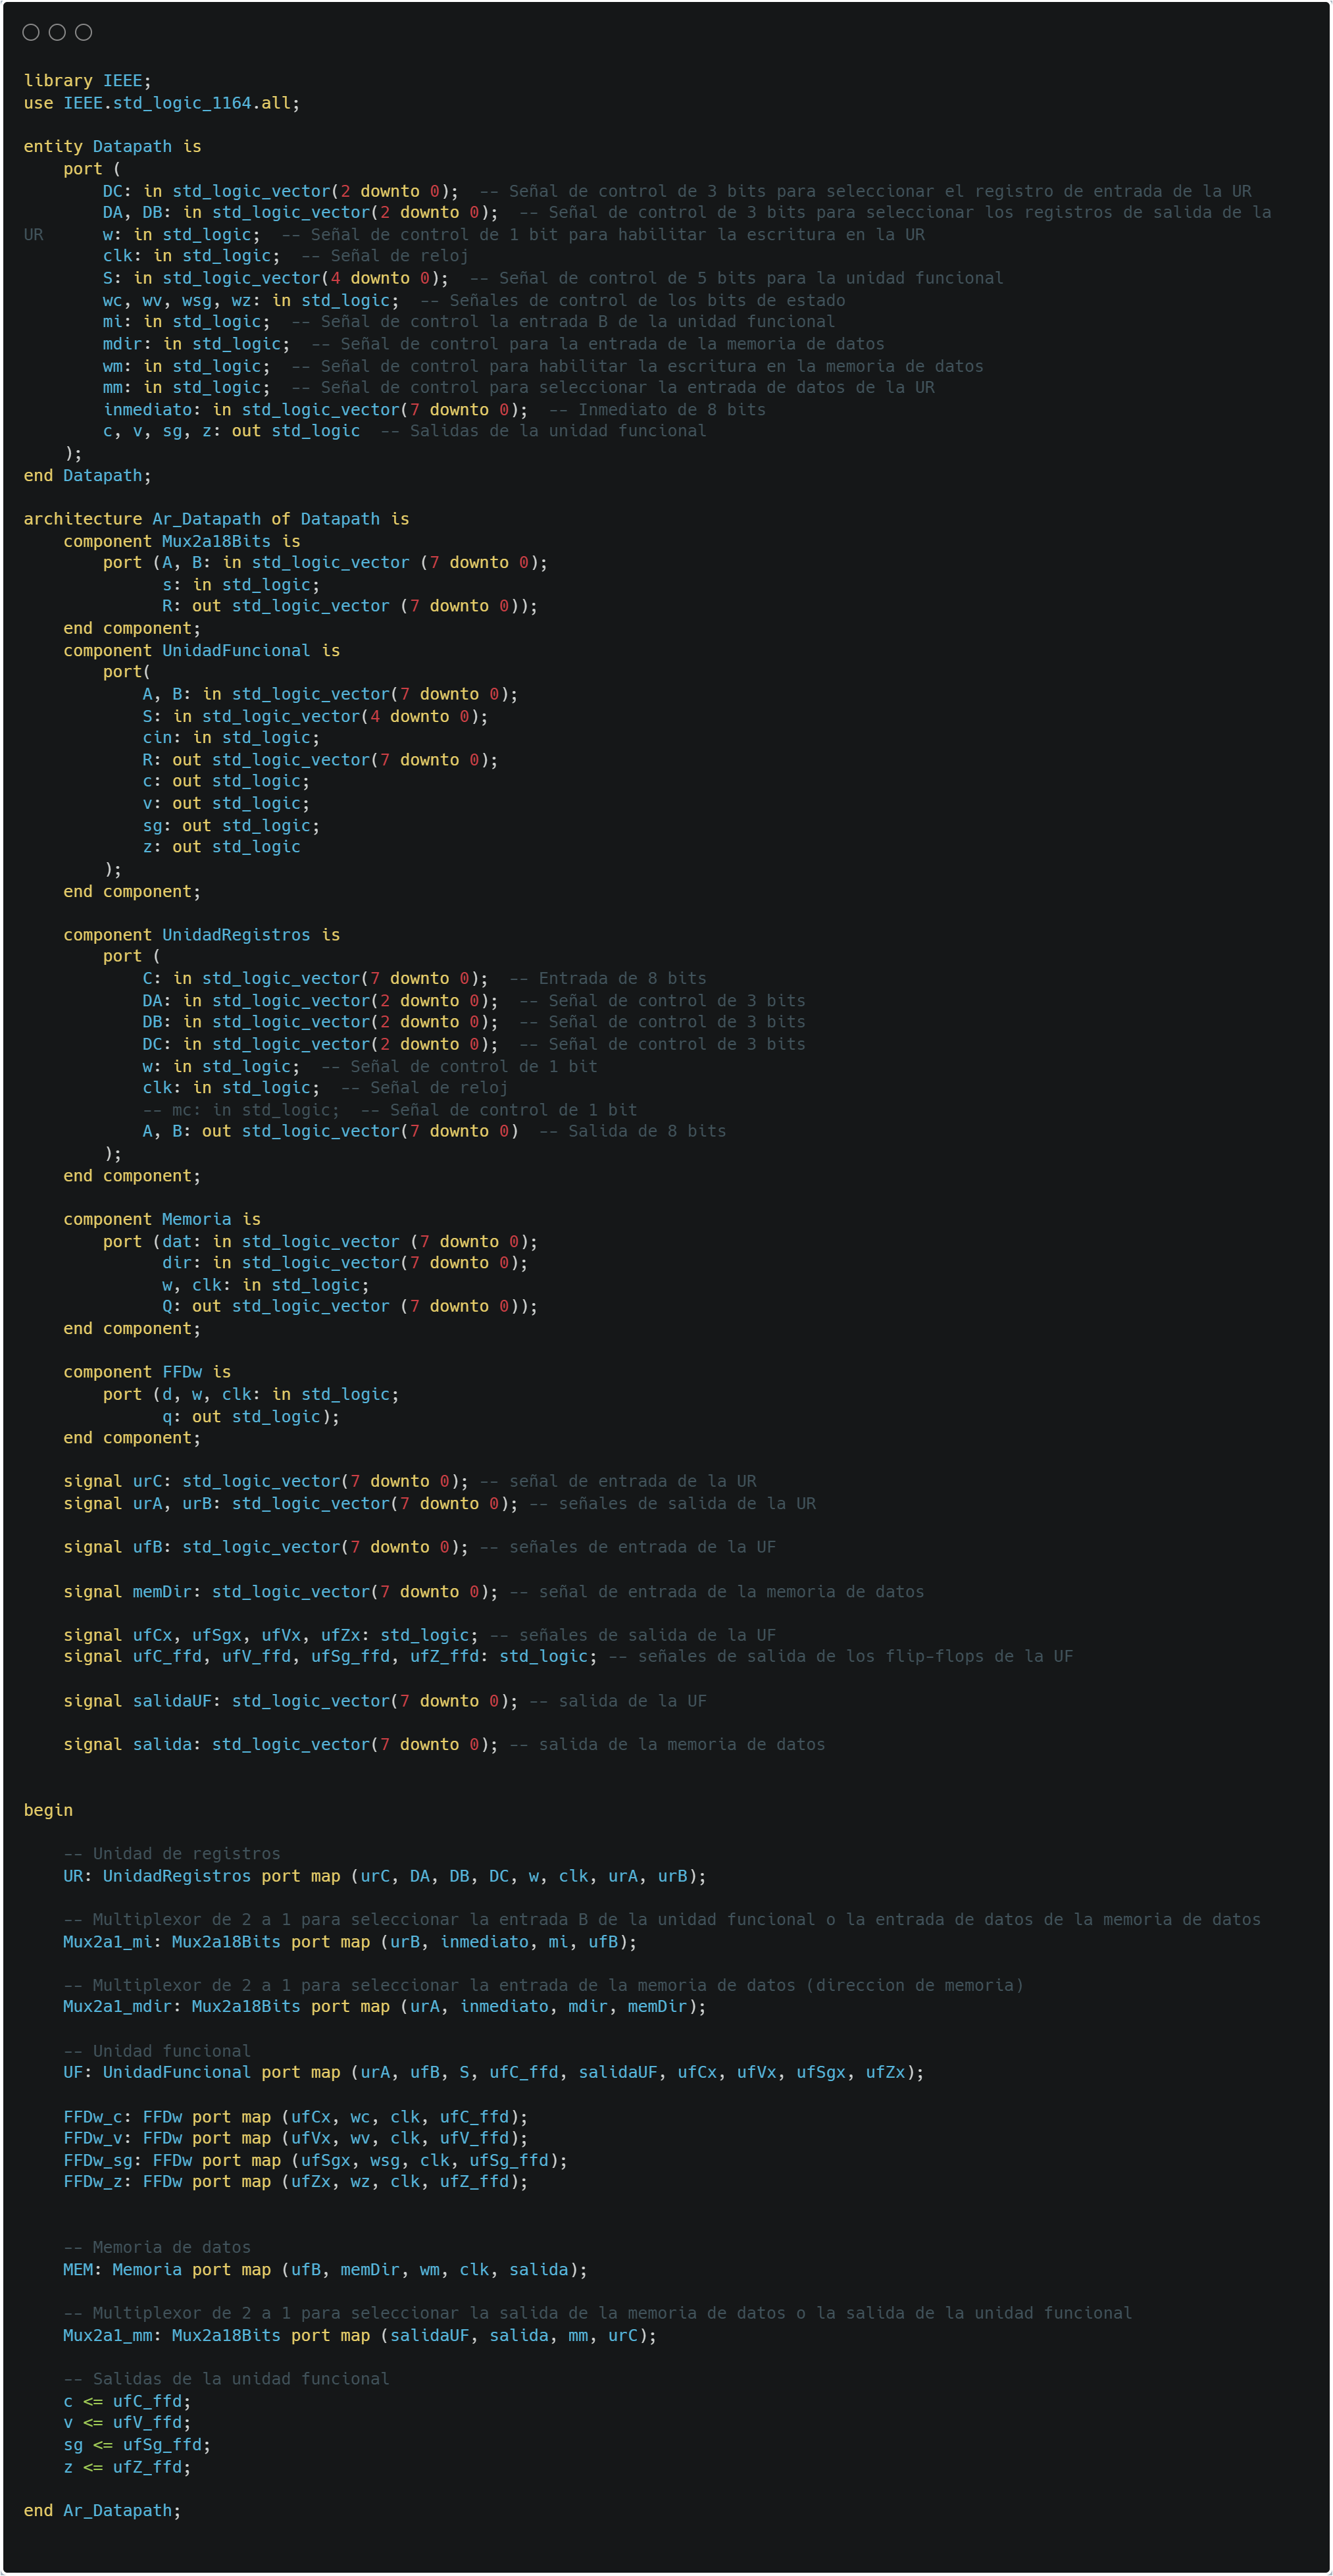 library IEEE;
use IEEE.std_logic_1164.all;

entity Datapath is
    port (
        DC: in std_logic_vector(2 downto 0);  -- Señal de control de 3 bits para seleccionar el registro de entrada de la UR
        DA, DB: in std_logic_vector(2 downto 0);  -- Señal de control de 3 bits para seleccionar los registros de salida de la
UR      w: in std_logic;  -- Señal de control de 1 bit para habilitar la escritura en la UR
        clk: in std_logic;  -- Señal de reloj
        S: in std_logic_vector(4 downto 0);  -- Señal de control de 5 bits para la unidad funcional
        wc, wv, wsg, wz: in std_logic;  -- Señales de control de los bits de estado
        mi: in std_logic;  -- Señal de control la entrada B de la unidad funcional
        mdir: in std_logic;  -- Señal de control para la entrada de la memoria de datos
        wm: in std_logic;  -- Señal de control para habilitar la escritura en la memoria de datos
        mm: in std_logic;  -- Señal de control para seleccionar la entrada de datos de la UR
        inmediato: in std_logic_vector(7 downto 0);  -- Inmediato de 8 bits
        c, v, sg, z: out std_logic  -- Salidas de la unidad funcional
    );
end Datapath;

architecture Ar_Datapath of Datapath is
    component Mux2a18Bits is
        port (A, B: in std_logic_vector (7 downto 0);
              s: in std_logic;
              R: out std_logic_vector (7 downto 0));
    end component;
    component UnidadFuncional is
        port(
            A, B: in std_logic_vector(7 downto 0);
            S: in std_logic_vector(4 downto 0);
            cin: in std_logic;
            R: out std_logic_vector(7 downto 0);
            c: out std_logic;
            v: out std_logic;
            sg: out std_logic;
            z: out std_logic
        );
    end component;

    component UnidadRegistros is
        port (
            C: in std_logic_vector(7 downto 0);  -- Entrada de 8 bits
            DA: in std_logic_vector(2 downto 0);  -- Señal de control de 3 bits
            DB: in std_logic_vector(2 downto 0);  -- Señal de control de 3 bits
            DC: in std_logic_vector(2 downto 0);  -- Señal de control de 3 bits
            w: in std_logic;  -- Señal de control de 1 bit
            clk: in std_logic;  -- Señal de reloj
            -- mc: in std_logic;  -- Señal de control de 1 bit
            A, B: out std_logic_vector(7 downto 0)  -- Salida de 8 bits
        );
    end component;

    component Memoria is
        port (dat: in std_logic_vector (7 downto 0);
              dir: in std_logic_vector(7 downto 0);
              w, clk: in std_logic;
              Q: out std_logic_vector (7 downto 0));
    end component;

    component FFDw is
        port (d, w, clk: in std_logic;
              q: out std_logic);
    end component;

    signal urC: std_logic_vector(7 downto 0); -- señal de entrada de la UR
    signal urA, urB: std_logic_vector(7 downto 0); -- señales de salida de la UR

    signal ufB: std_logic_vector(7 downto 0); -- señales de entrada de la UF

    signal memDir: std_logic_vector(7 downto 0); -- señal de entrada de la memoria de datos

    signal ufCx, ufSgx, ufVx, ufZx: std_logic; -- señales de salida de la UF
    signal ufC_ffd, ufV_ffd, ufSg_ffd, ufZ_ffd: std_logic; -- señales de salida de los flip-flops de la UF

    signal salidaUF: std_logic_vector(7 downto 0); -- salida de la UF

    signal salida: std_logic_vector(7 downto 0); -- salida de la memoria de datos


begin

    -- Unidad de registros
    UR: UnidadRegistros port map (urC, DA, DB, DC, w, clk, urA, urB);

    -- Multiplexor de 2 a 1 para seleccionar la entrada B de la unidad funcional o la entrada de datos de la memoria de datos
    Mux2a1_mi: Mux2a18Bits port map (urB, inmediato, mi, ufB);

    -- Multiplexor de 2 a 1 para seleccionar la entrada de la memoria de datos (direccion de memoria)
    Mux2a1_mdir: Mux2a18Bits port map (urA, inmediato, mdir, memDir);

    -- Unidad funcional
    UF: UnidadFuncional port map (urA, ufB, S, ufC_ffd, salidaUF, ufCx, ufVx, ufSgx, ufZx);

    FFDw_c: FFDw port map (ufCx, wc, clk, ufC_ffd);
    FFDw_v: FFDw port map (ufVx, wv, clk, ufV_ffd);
    FFDw_sg: FFDw port map (ufSgx, wsg, clk, ufSg_ffd);
    FFDw_z: FFDw port map (ufZx, wz, clk, ufZ_ffd);


    -- Memoria de datos
    MEM: Memoria port map (ufB, memDir, wm, clk, salida);

    -- Multiplexor de 2 a 1 para seleccionar la salida de la memoria de datos o la salida de la unidad funcional
    Mux2a1_mm: Mux2a18Bits port map (salidaUF, salida, mm, urC);

    -- Salidas de la unidad funcional
    c <= ufC_ffd;
    v <= ufV_ffd;
    sg <= ufSg_ffd;
    z <= ufZ_ffd;

end Ar_Datapath;